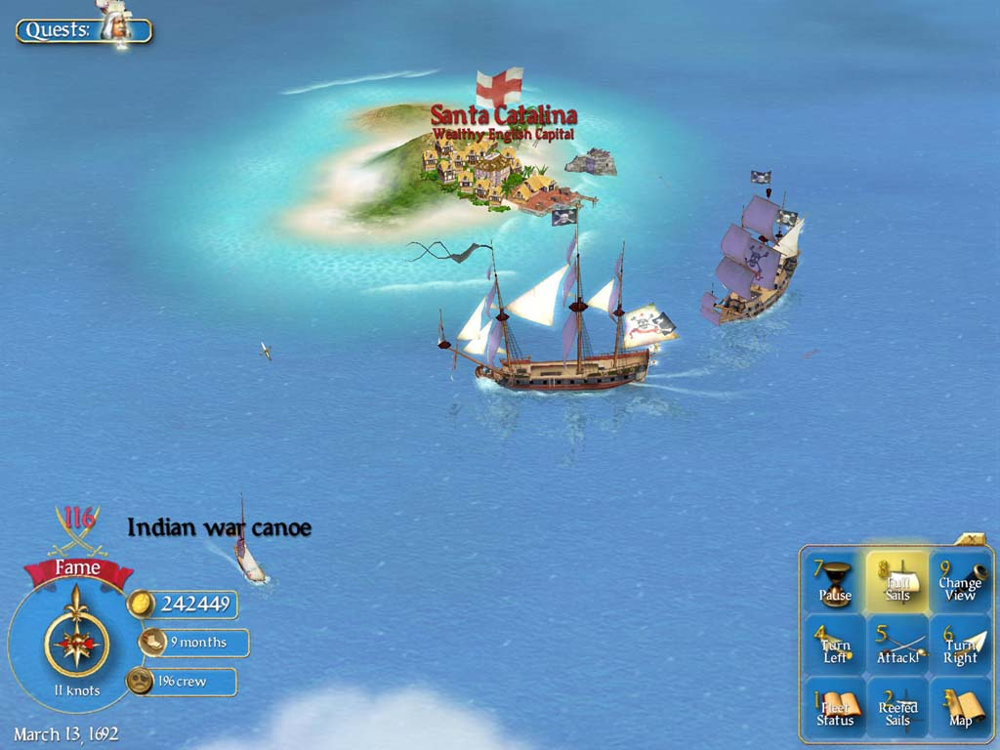 Quests:
Santa Catalina
Wealthy English Capital
Indian war canoe
116
Fame
242449
9 months
196 crew
11 knots
March 13, 1692
7 Pause
8 Full Sails
9 Change View
4 Turn Left
5 Attack!
6 Turn Right
1 Fleet Status
2 Reefed Sails
3 Map
X